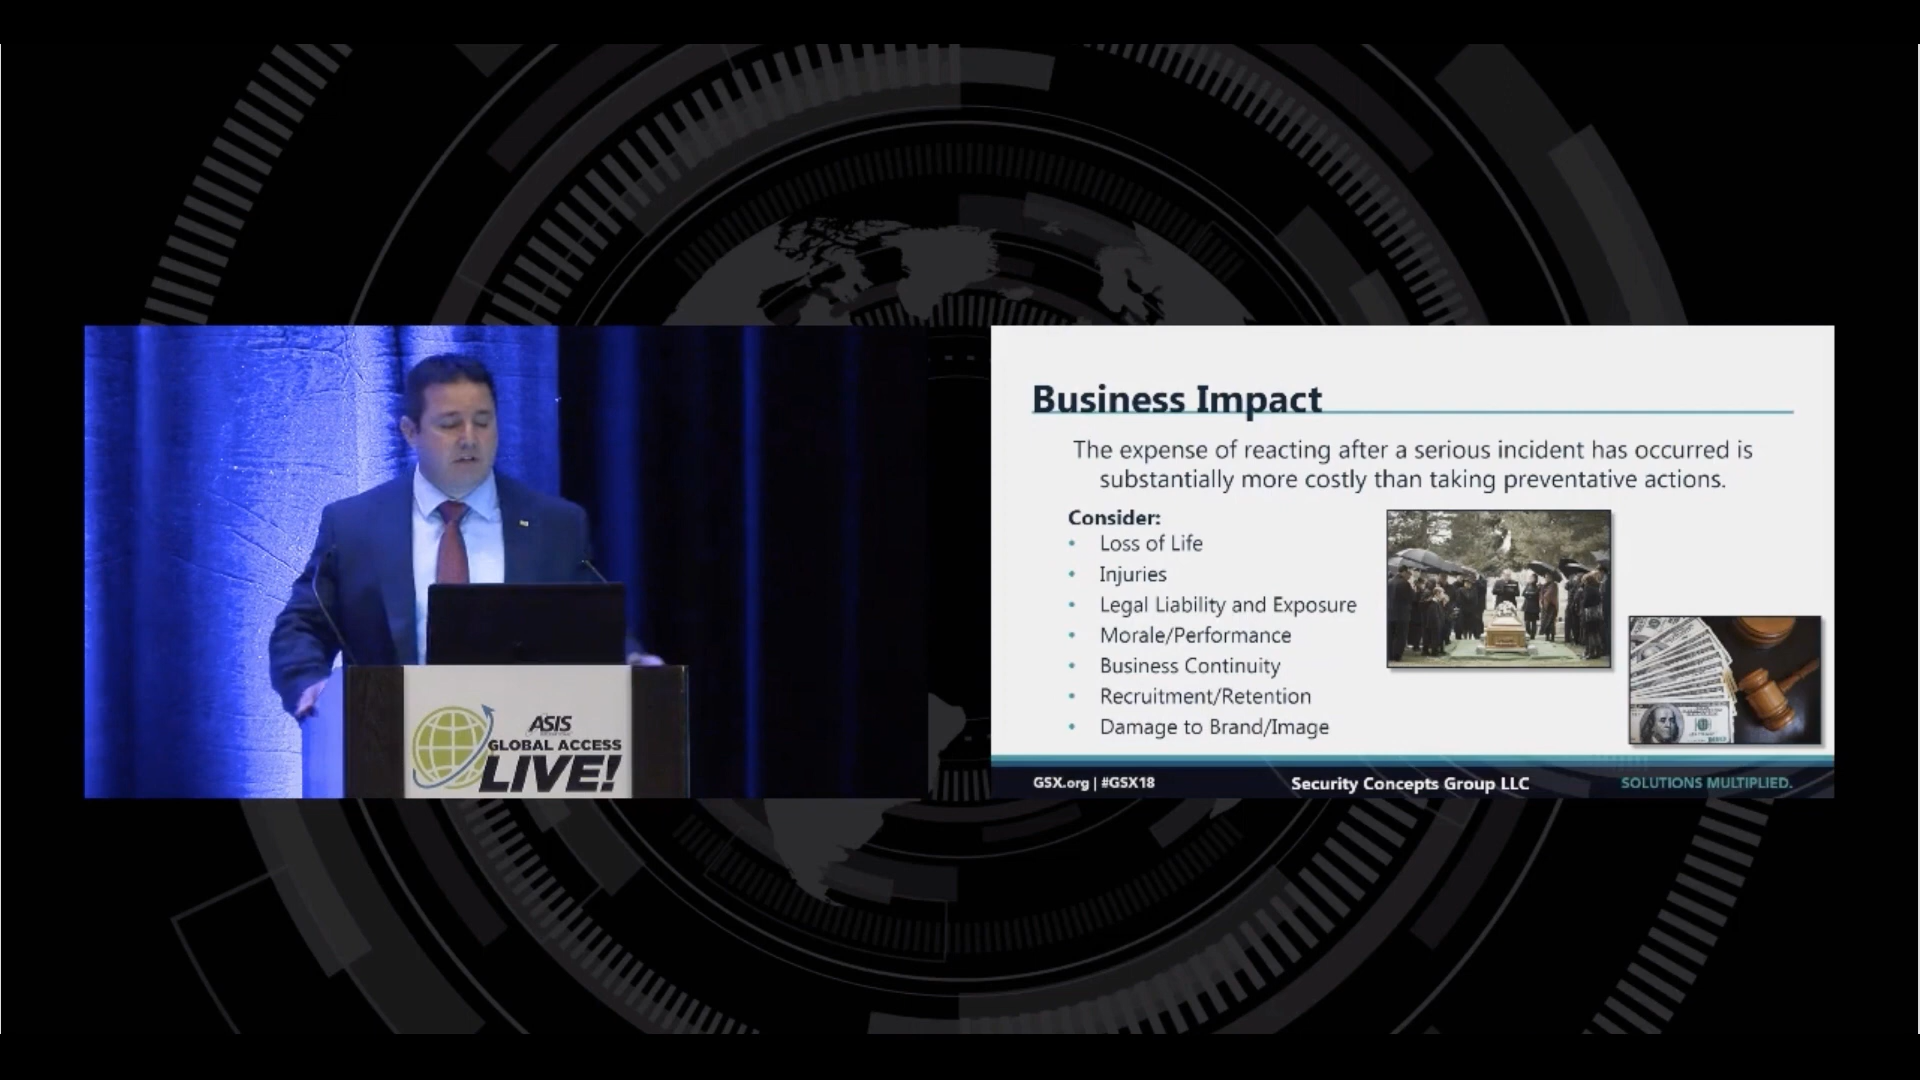 Business Impact
The expense of reacting after a serious incident has occurred is
substantially more costly than taking preventative actions.
Consider:
• Loss of Life
• Injuries
• Legal Liability and Exposure
• Morale/Performance
• Business Continuity
• Recruitment/Retention
• Damage to Brand/Image
GSX.org | #GSX18 Security Concepts Group LLC SOLUTIONS MULTIPLIED.
ASIS
GLOBAL ACCESS
LIVE!